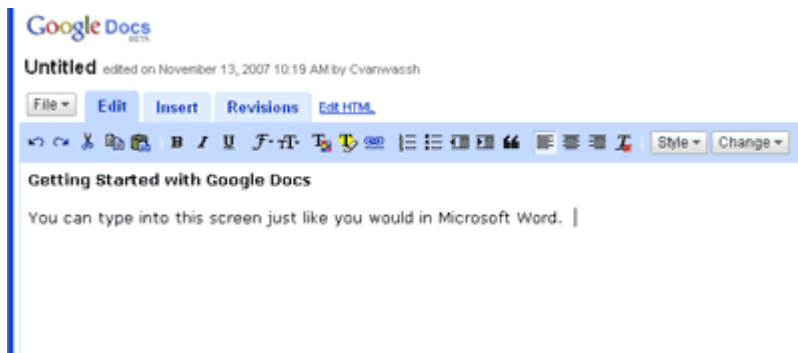 Google Docs
BETA
Untitled edited on November 13, 2007 10:19 AM by Cvanwassh
File Edit Insert Revisions Edit HTML
B I U Style Change
Getting Started with Google Docs
You can type into this screen just like you would in Microsoft Word.